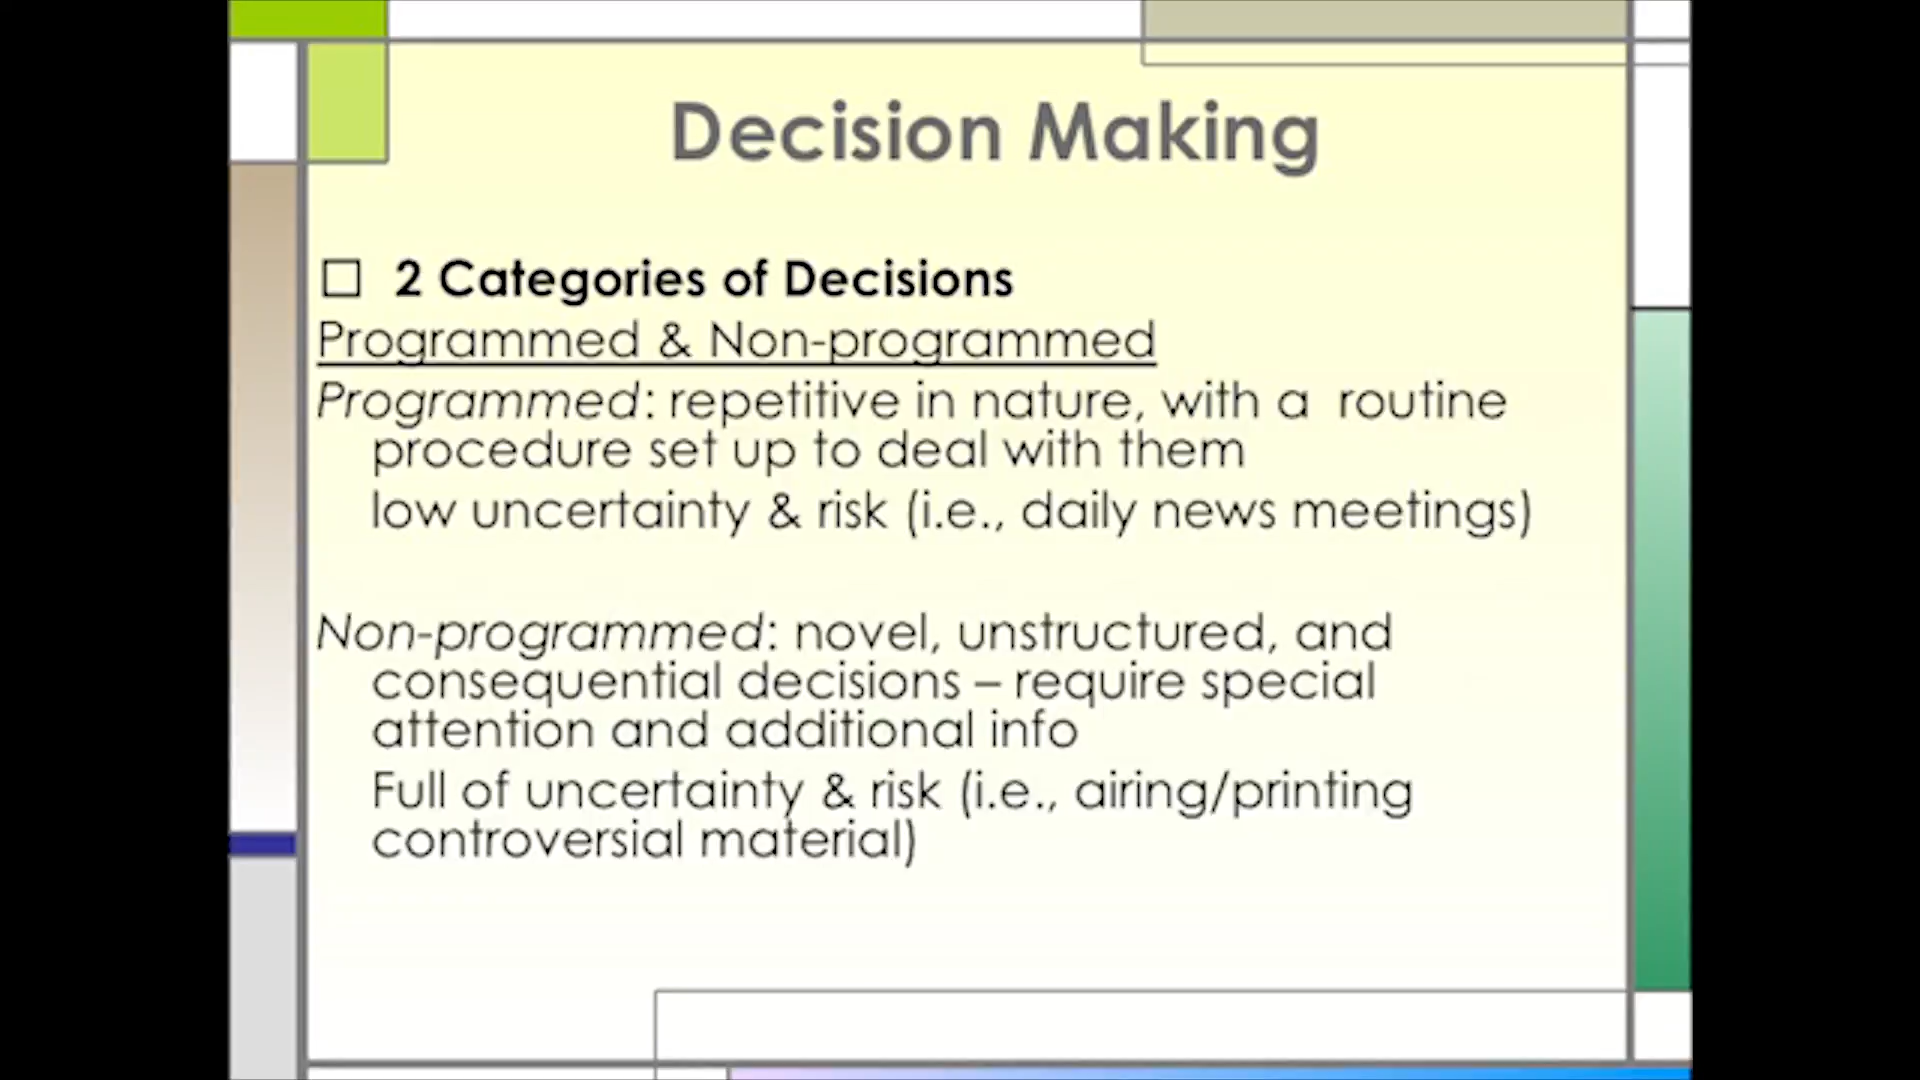 Decision Making
☐ 2 Categories of Decisions
Programmed & Non-programmed
Programmed: repetitive in nature, with a routine
procedure set up to deal with them
low uncertainty & risk (i.e., daily news meetings)
Non-programmed: novel, unstructured, and
consequential decisions – require special
attention and additional info
Full of uncertainty & risk (i.e., airing/printing
controversial material)